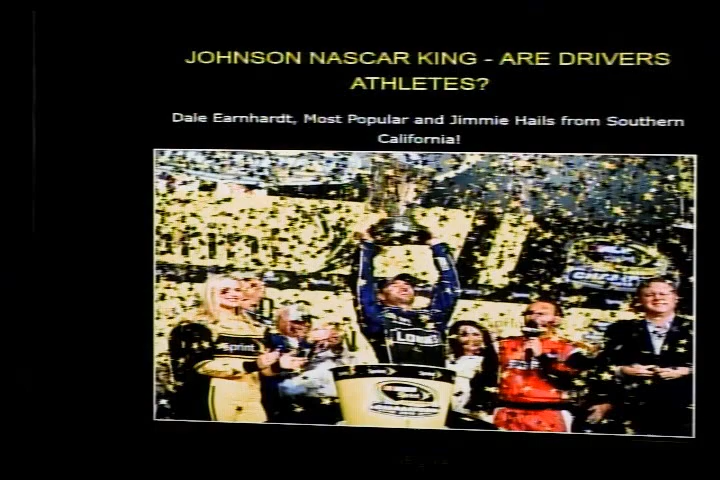 JOHNSON NASCAR KING - ARE DRIVERS
ATHLETES?
Dale Earnhardt, Most Popular and Jimmie Hails from Southern
California!
Sprint
LOWE'S